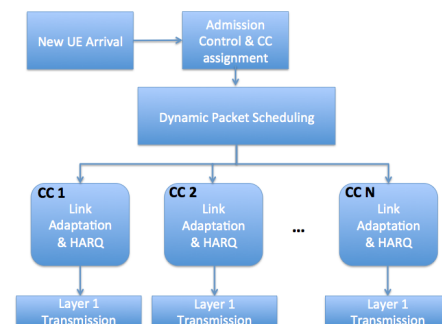 New UE Arrival
Admission
Control & CC
assignment
Dynamic Packet Scheduling
CC 1
Link
Adaptation
& HARQ
CC 2
Link
Adaptation
& HARQ
...
CC N
Link
Adaptation
& HARQ
Layer 1
Transmission
Layer 1
Transmission
Layer 1
Transmission